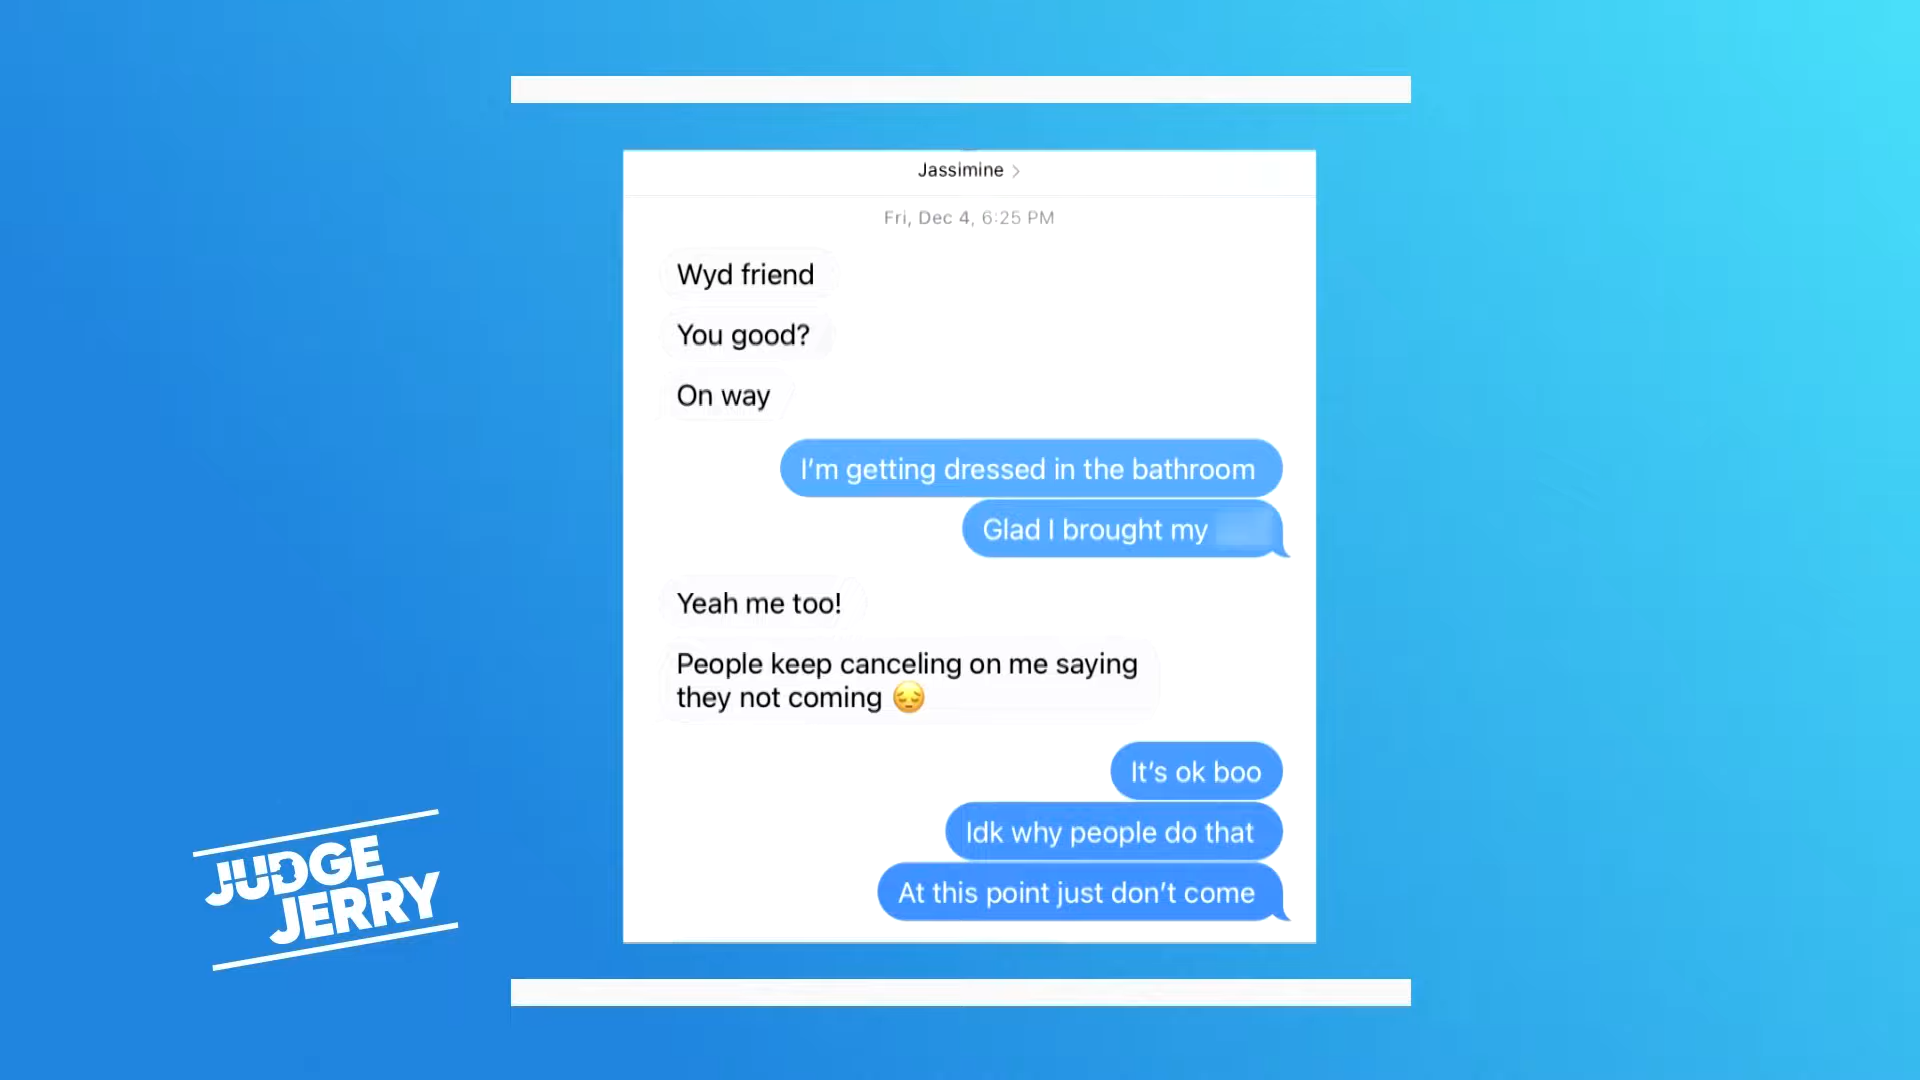 Jassimine
Fri, Dec 4, 6:25 PM
Wyd friend
You good?
On way
I'm getting dressed in the bathroom
Glad I brought my
Yeah me too!
People keep canceling on me saying
they not coming 😔
It's ok boo
Idk why people do that
At this point just don't come
JUDGE
JERRY